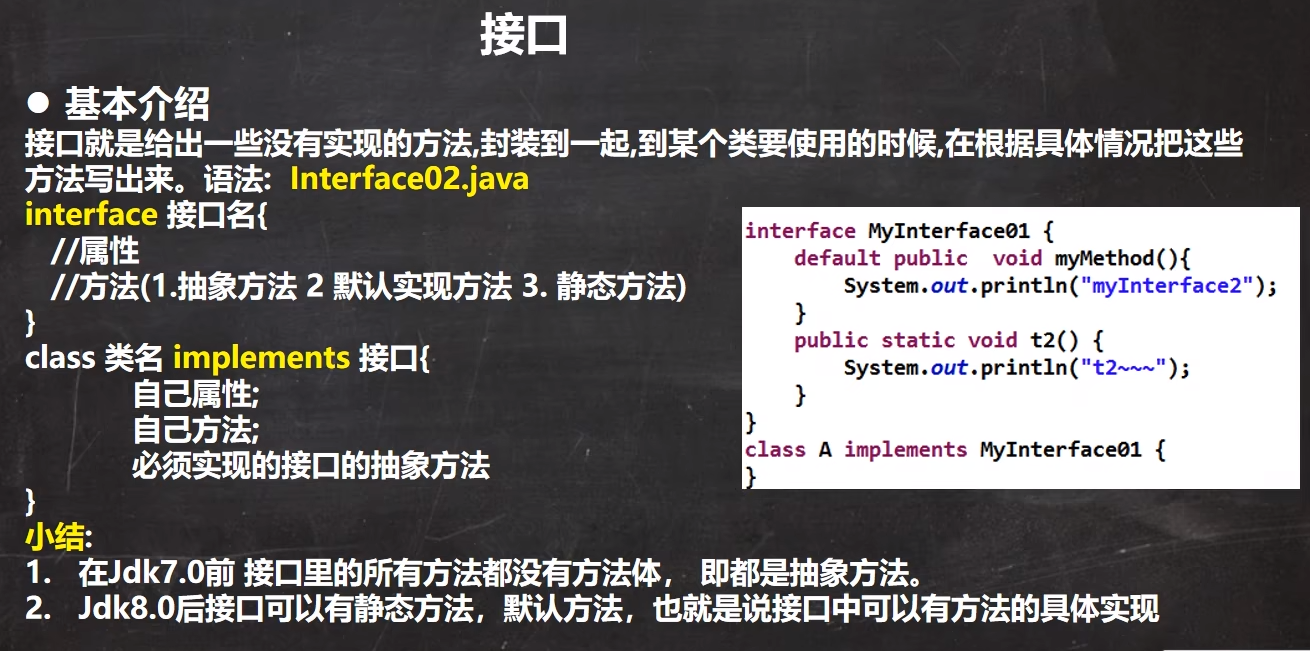 接口
● 基本介绍
接口就是给出一些没有实现的方法,封装到一起,到某个类要使用的时候,在根据具体情况把这些
方法写出来。语法: Interface02.java
interface 接口名{
//属性
//方法(1.抽象方法 2 默认实现方法 3. 静态方法)
}
class 类名 implements 接口{
自己属性;
自己方法;
必须实现的接口的抽象方法
}
小结:
1. 在Jdk7.0前 接口里的所有方法都没有方法体， 即都是抽象方法。
2. Jdk8.0后接口可以有静态方法，默认方法，也就是说接口中可以有方法的具体实现
interface MyInterface01 {
default public  void myMethod(){
System.out.println("myInterface2");
}
public static void t2() {
System.out.println("t2~~~");
}
}
class A implements MyInterface01 {
}